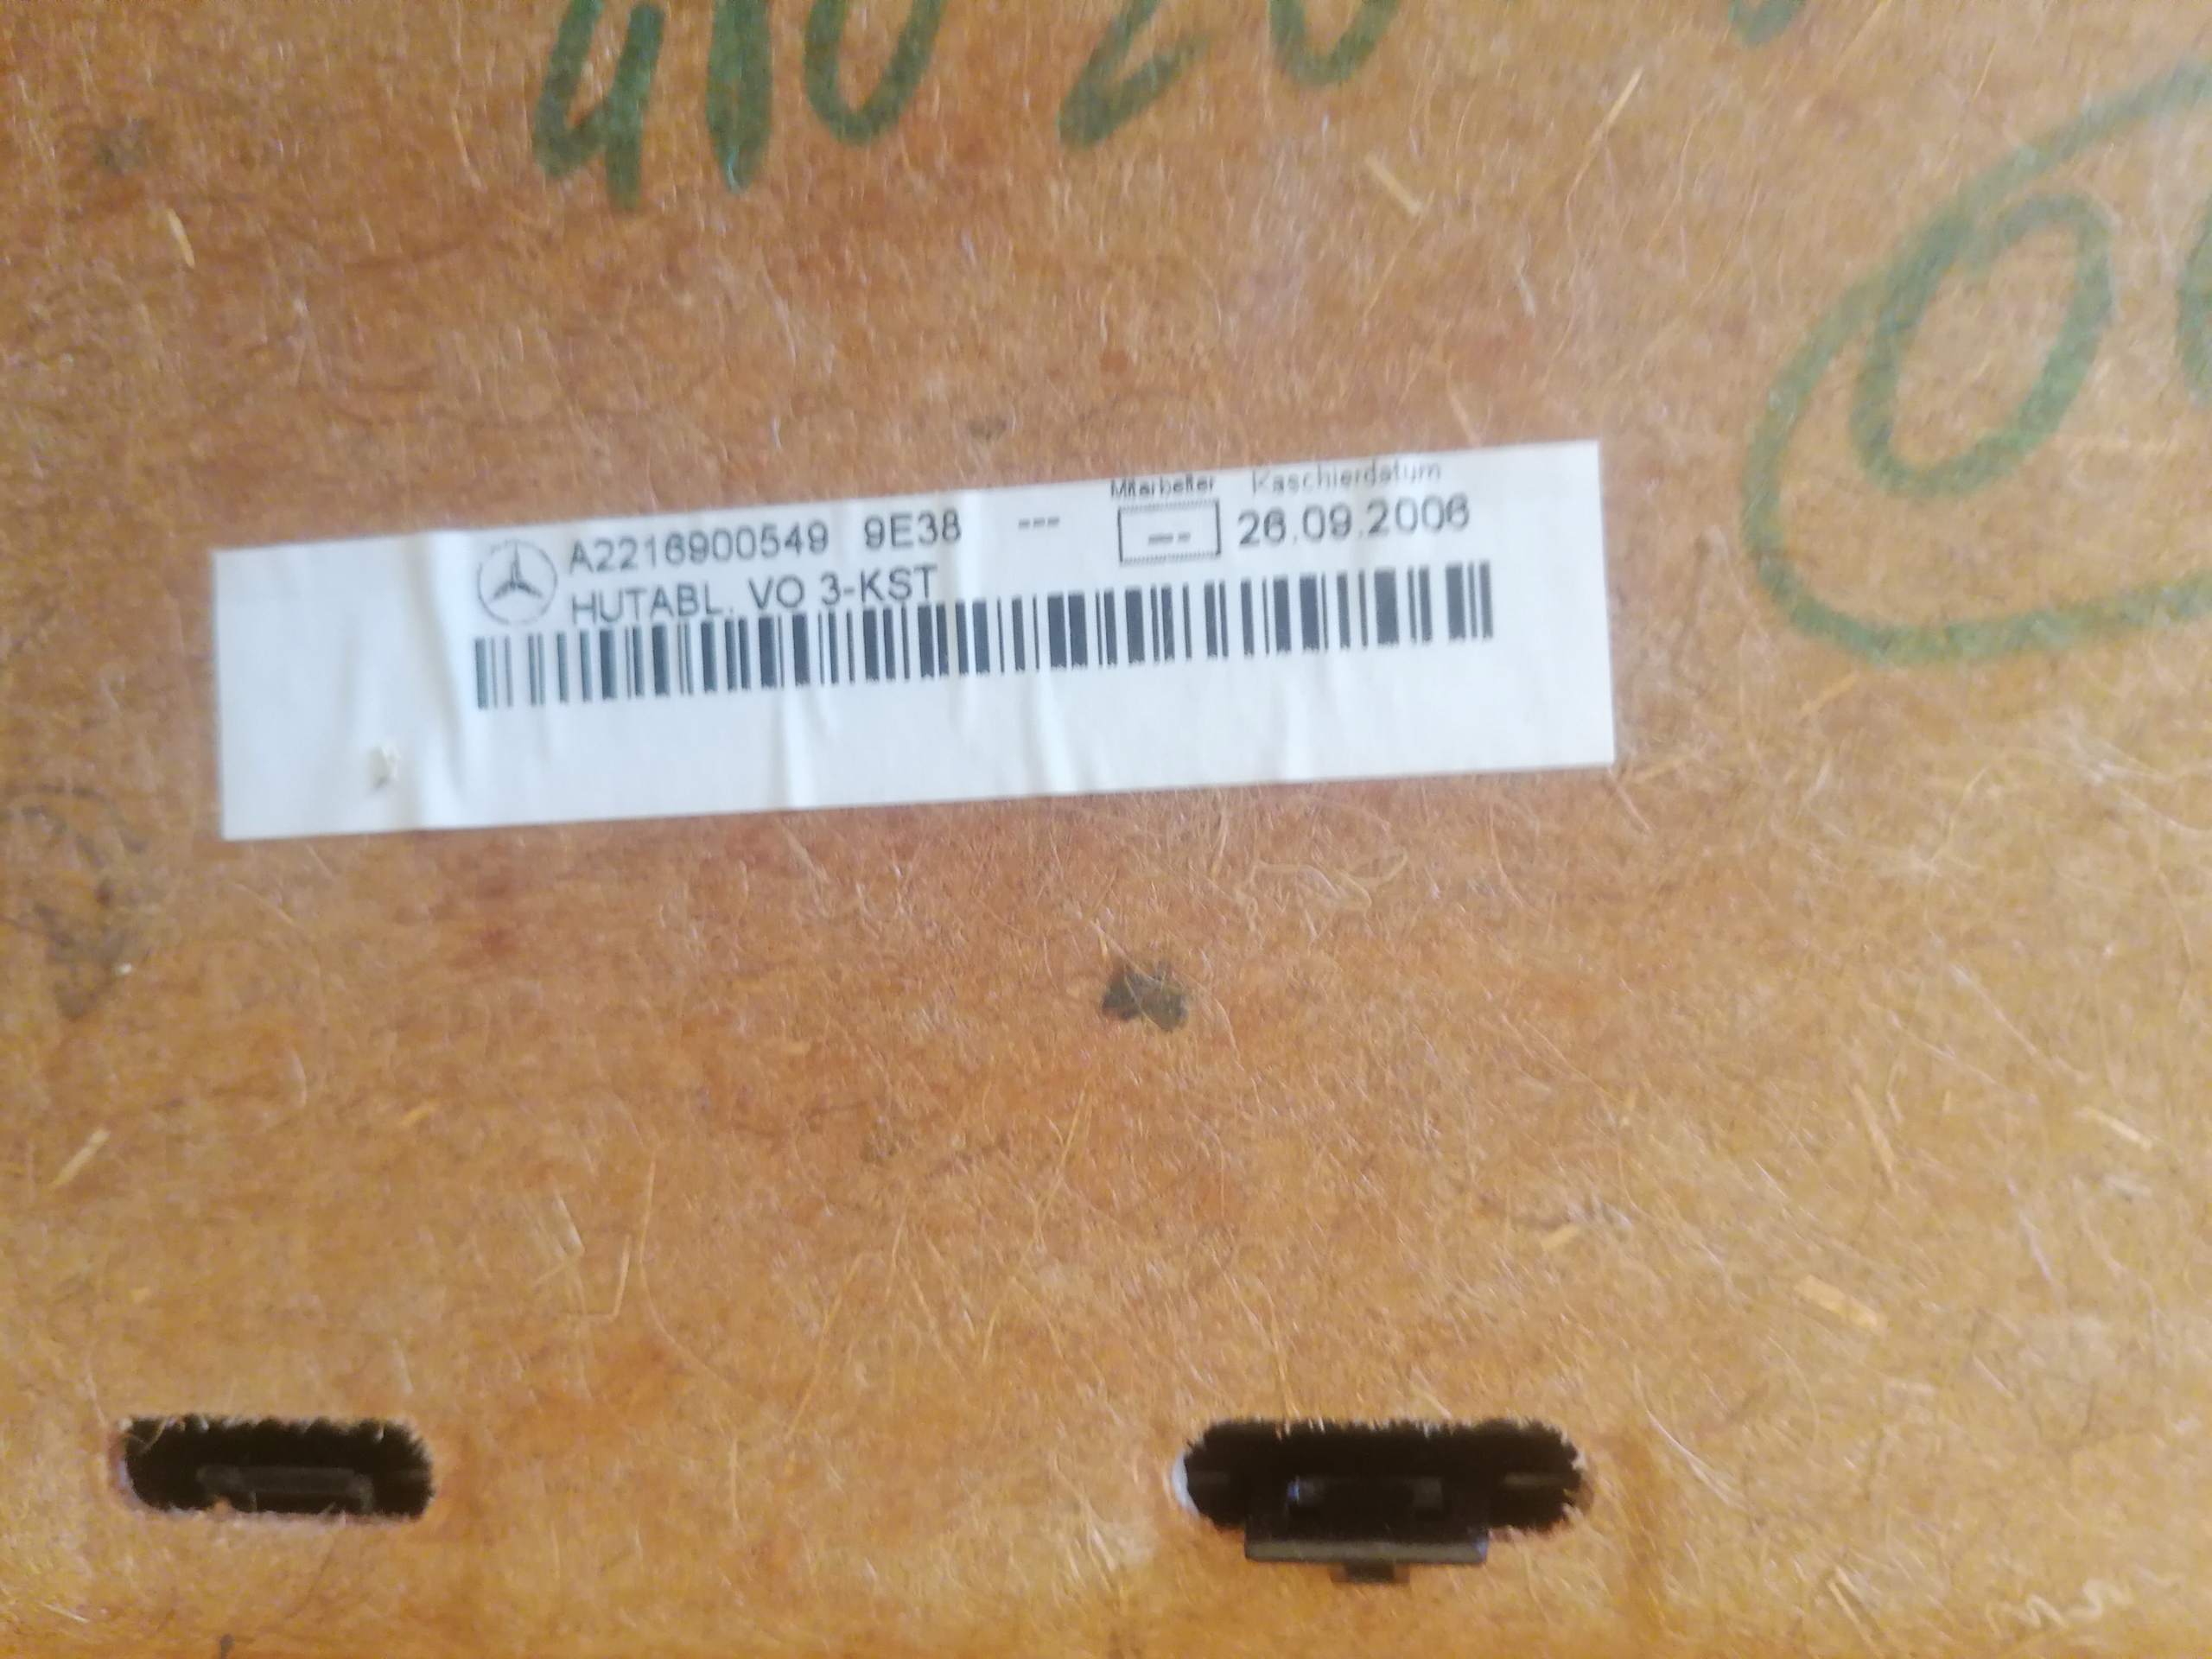 Mitarbeiter Kaschierdatum
A2216900549 9E38 --- -- 26.09.2006
HUTABL. VO 3-KST